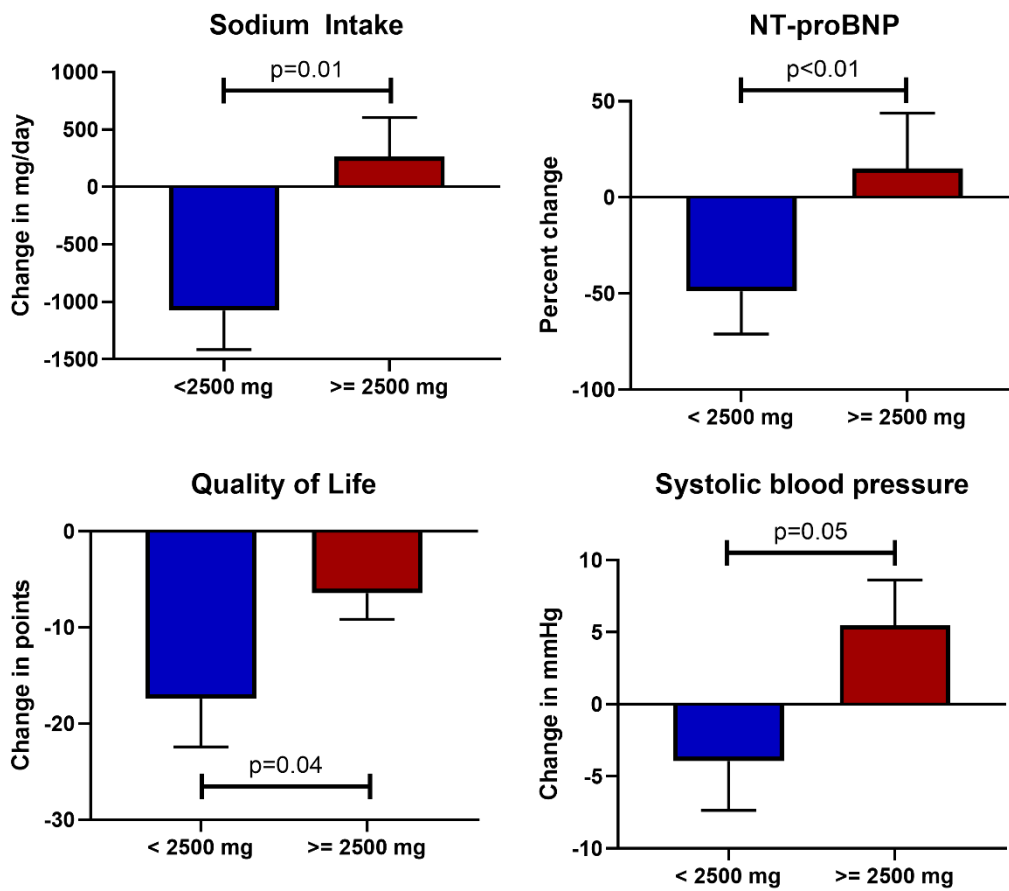 Sodium Intake
p=0.01
Change in mg/day
1000
500
0
-500
-1000
-1500
<2500 mg
>= 2500 mg
NT-proBNP
p<0.01
Percent change
50
0
-50
-100
< 2500 mg
>= 2500 mg
Quality of Life
Change in points
0
-10
-20
-30
p=0.04
< 2500 mg
>= 2500 mg
Systolic blood pressure
p=0.05
Change in mmHg
10
5
0
-5
-10
< 2500 mg
>= 2500 mg